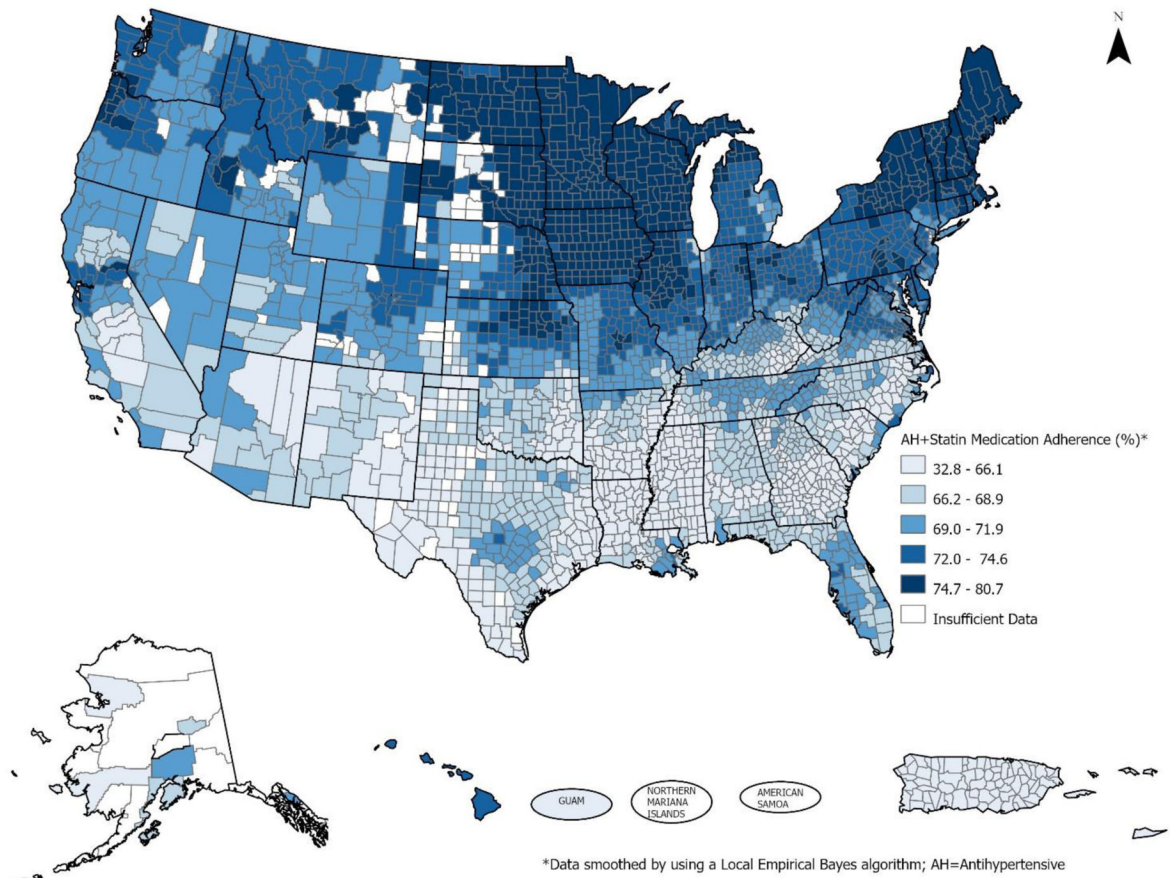 N
AH+Statin Medication Adherence (%)*
32.8 - 66.1
66.2 - 68.9
69.0 - 71.9
72.0 - 74.6
74.7 - 80.7
Insufficient Data
GUAM
NORTHERN
MARIANA
ISLANDS
AMERICAN
SAMOA
*Data smoothed by using a Local Empirical Bayes algorithm; AH=Antihypertensive